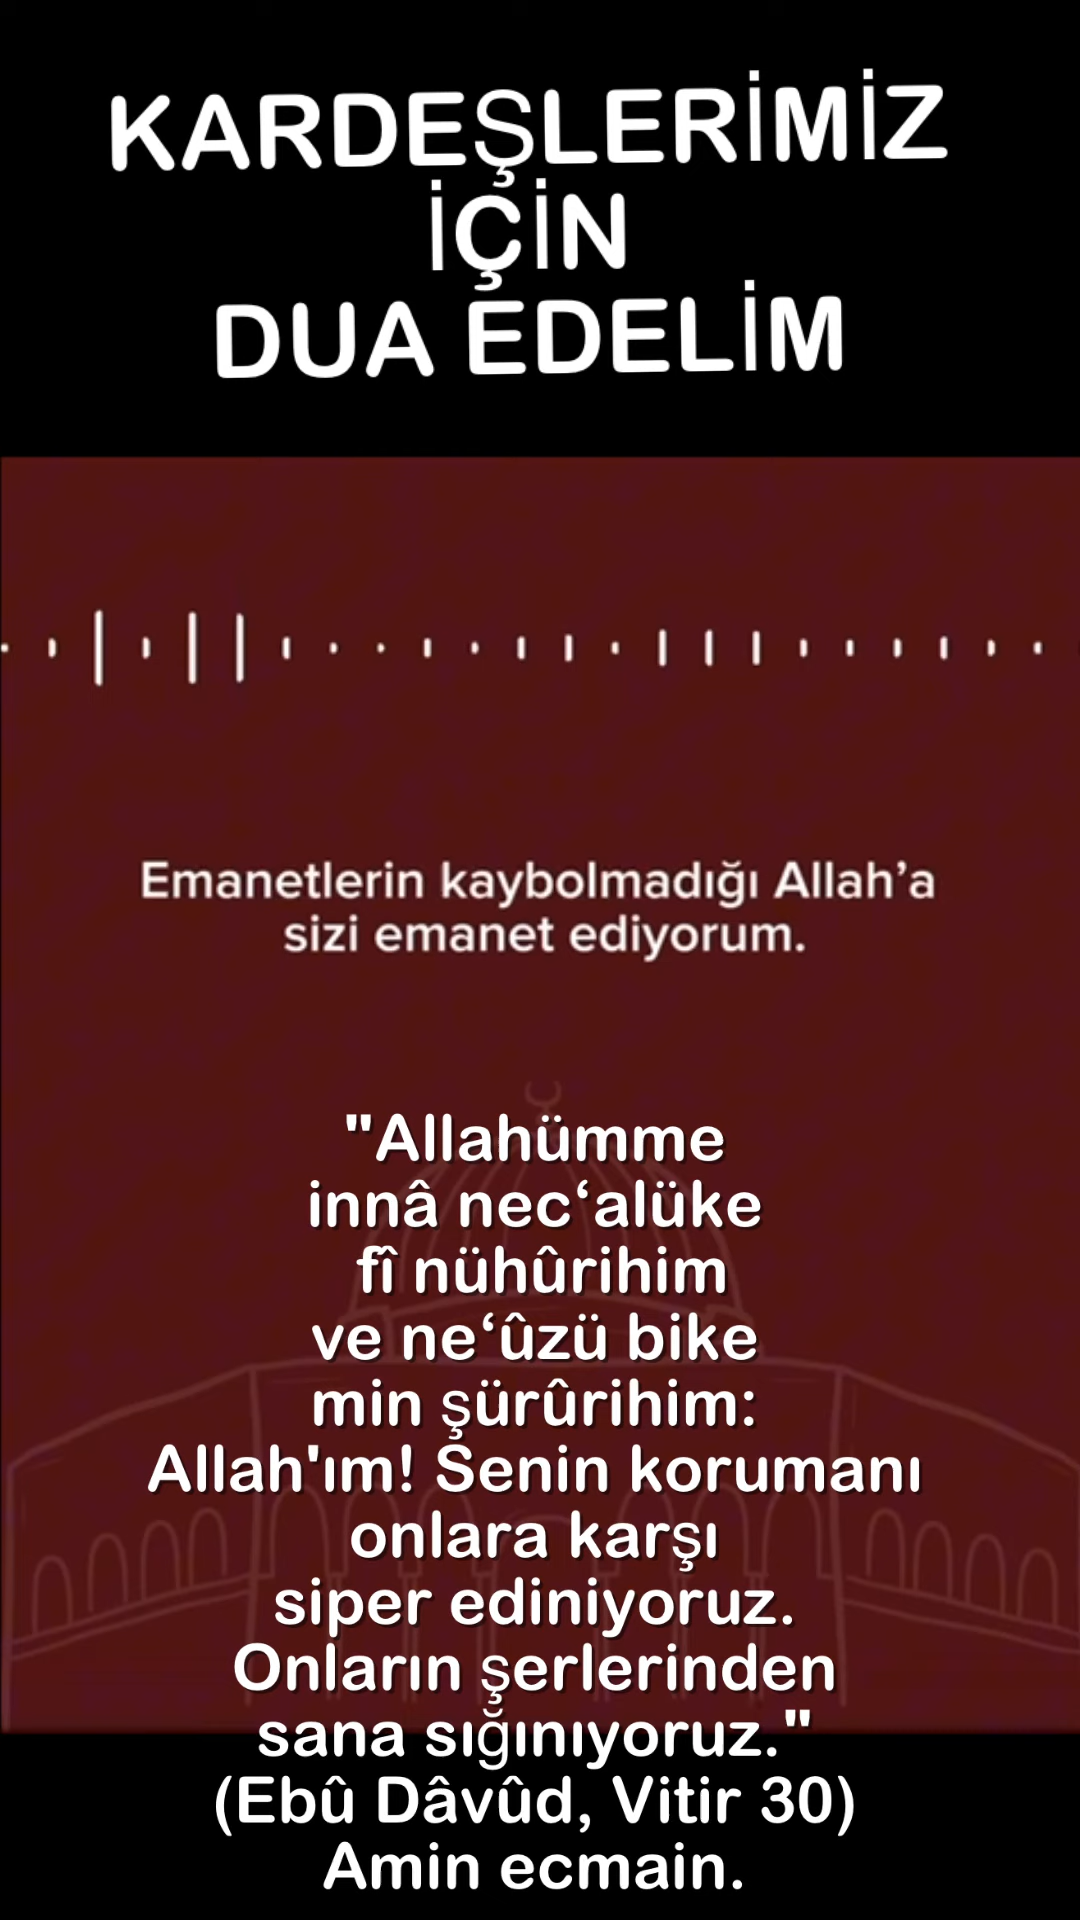 KARDEŞLERİMİZ
İÇİN
DUA EDELİM
Emanetlerin kaybolmadığı Allah’a
sizi emanet ediyorum.
"Allahümme
innâ nec‘alüke
fî nühûrihim
ve ne‘ûzü bike
min şürûrihim:
Allah'ım! Senin korumanı
onlara karşı
siper ediniyoruz.
Onların şerlerinden
sana sığınıyoruz."
(Ebû Dâvûd, Vitir 30)
Amin ecmain.